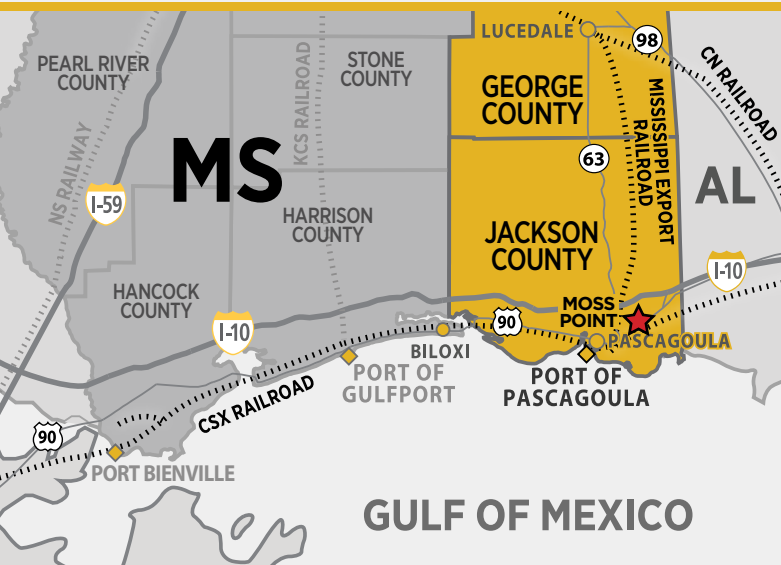 LUCEDALE
98
PEARL RIVER
COUNTY
STONE
COUNTY
KCS RAILROAD
GEORGE
COUNTY
MISSISSIPPI EXPORT
RAILROAD
CN RAILROAD
NS RAILWAY
MS
63
AL
I-59
HARRISON
COUNTY
JACKSON
COUNTY
I-10
HANCOCK
COUNTY
I-10
MOSS
POINT
90
PASCAGOULA
BILOXI
PORT OF
GULFPORT
PORT OF
PASCAGOULA
CSX RAILROAD
90
PORT BIENVILLE
GULF OF MEXICO